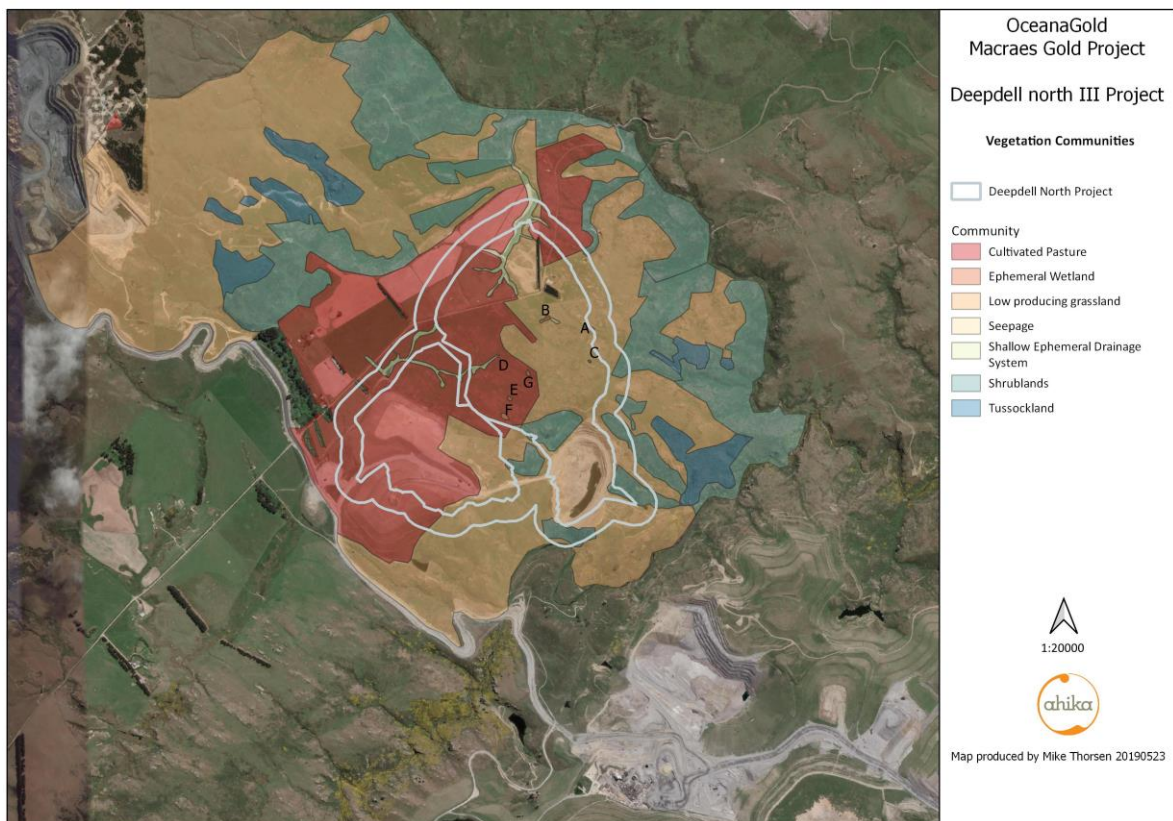 OceanaGold
Macraes Gold Project
Deepdell north III Project
Vegetation Communities
Deepdell North Project
Community
Cultivated Pasture
Ephemeral Wetland
Low producing grassland
Seepage
Shallow Ephemeral Drainage
System
Shrublands
Tussockland
B
A
C
D
G
E
F
1:20000
ahika
Map produced by Mike Thorsen 20190523